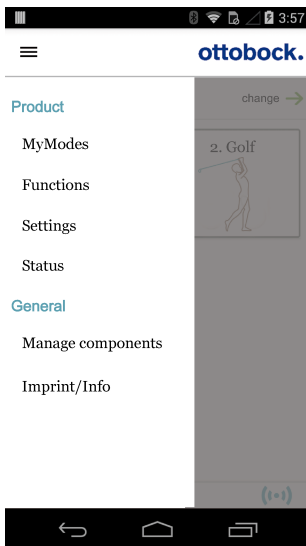 3:57
ottobock.
change
Product
MyModes
2. Golf
Functions
Settings
Status
General
Manage components
Imprint/Info